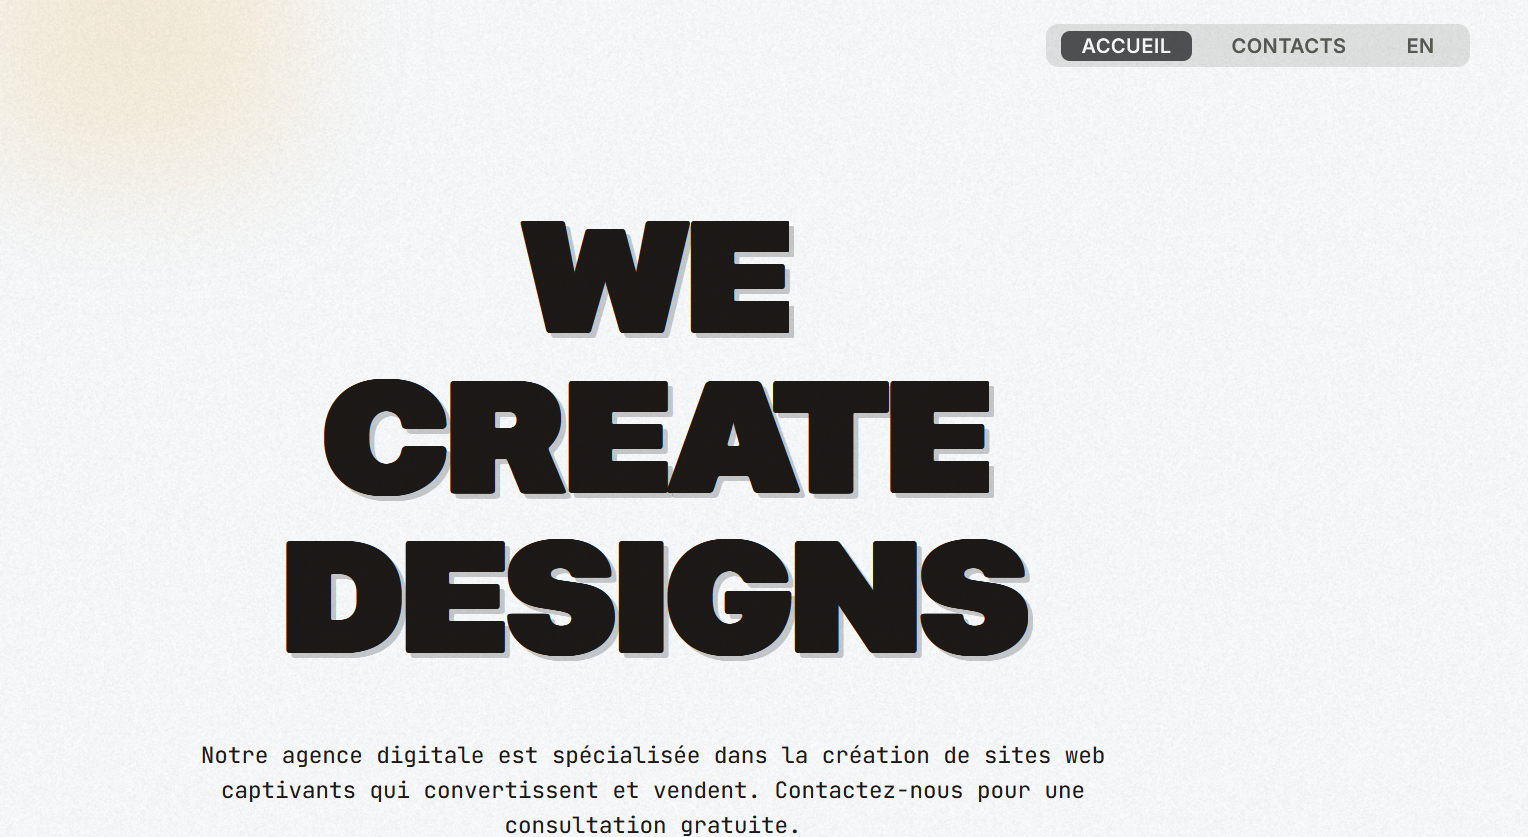 ACCUEIL CONTACTS EN
WE
CREATE
DESIGNS
Notre agence digitale est spécialisée dans la création de sites web
captivants qui convertissent et vendent. Contactez-nous pour une
consultation gratuite.